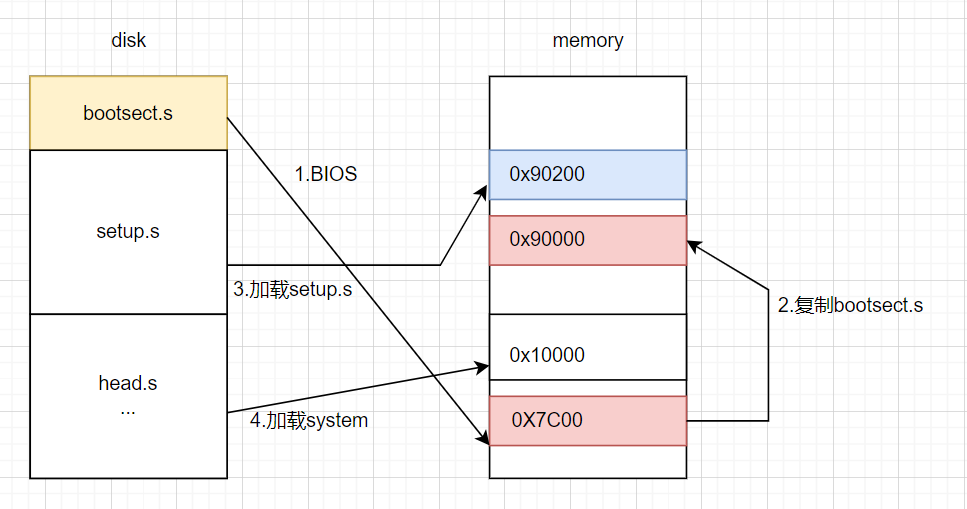 disk
memory
bootsect.s
1.BIOS
0x90200
setup.s
0x90000
3.加载setup.s
2.复制bootsect.s
0x10000
head.s
...
4.加载system
0X7C00